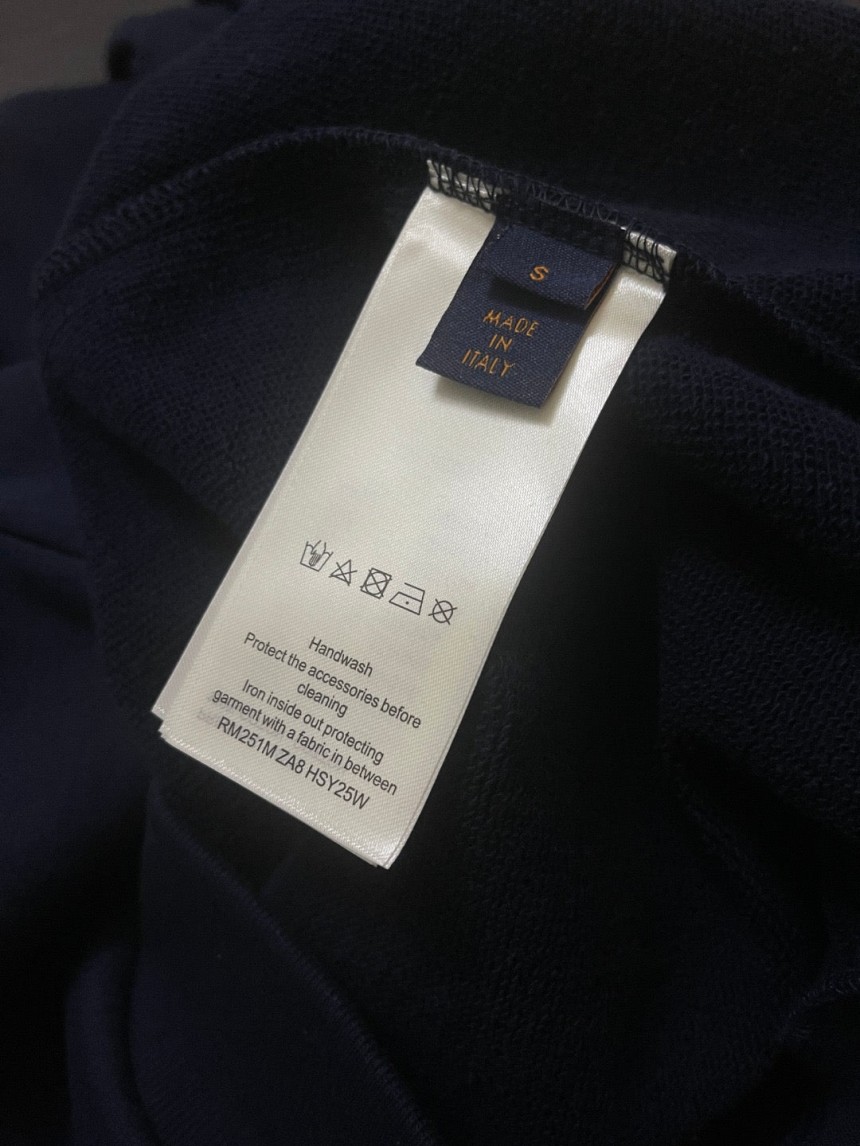 S
MADE
IN
ITALY
Handwash
Protect the accessories before
cleaning
Iron inside out protecting
garment with a fabric in between
RM251M ZA8 HSY25W